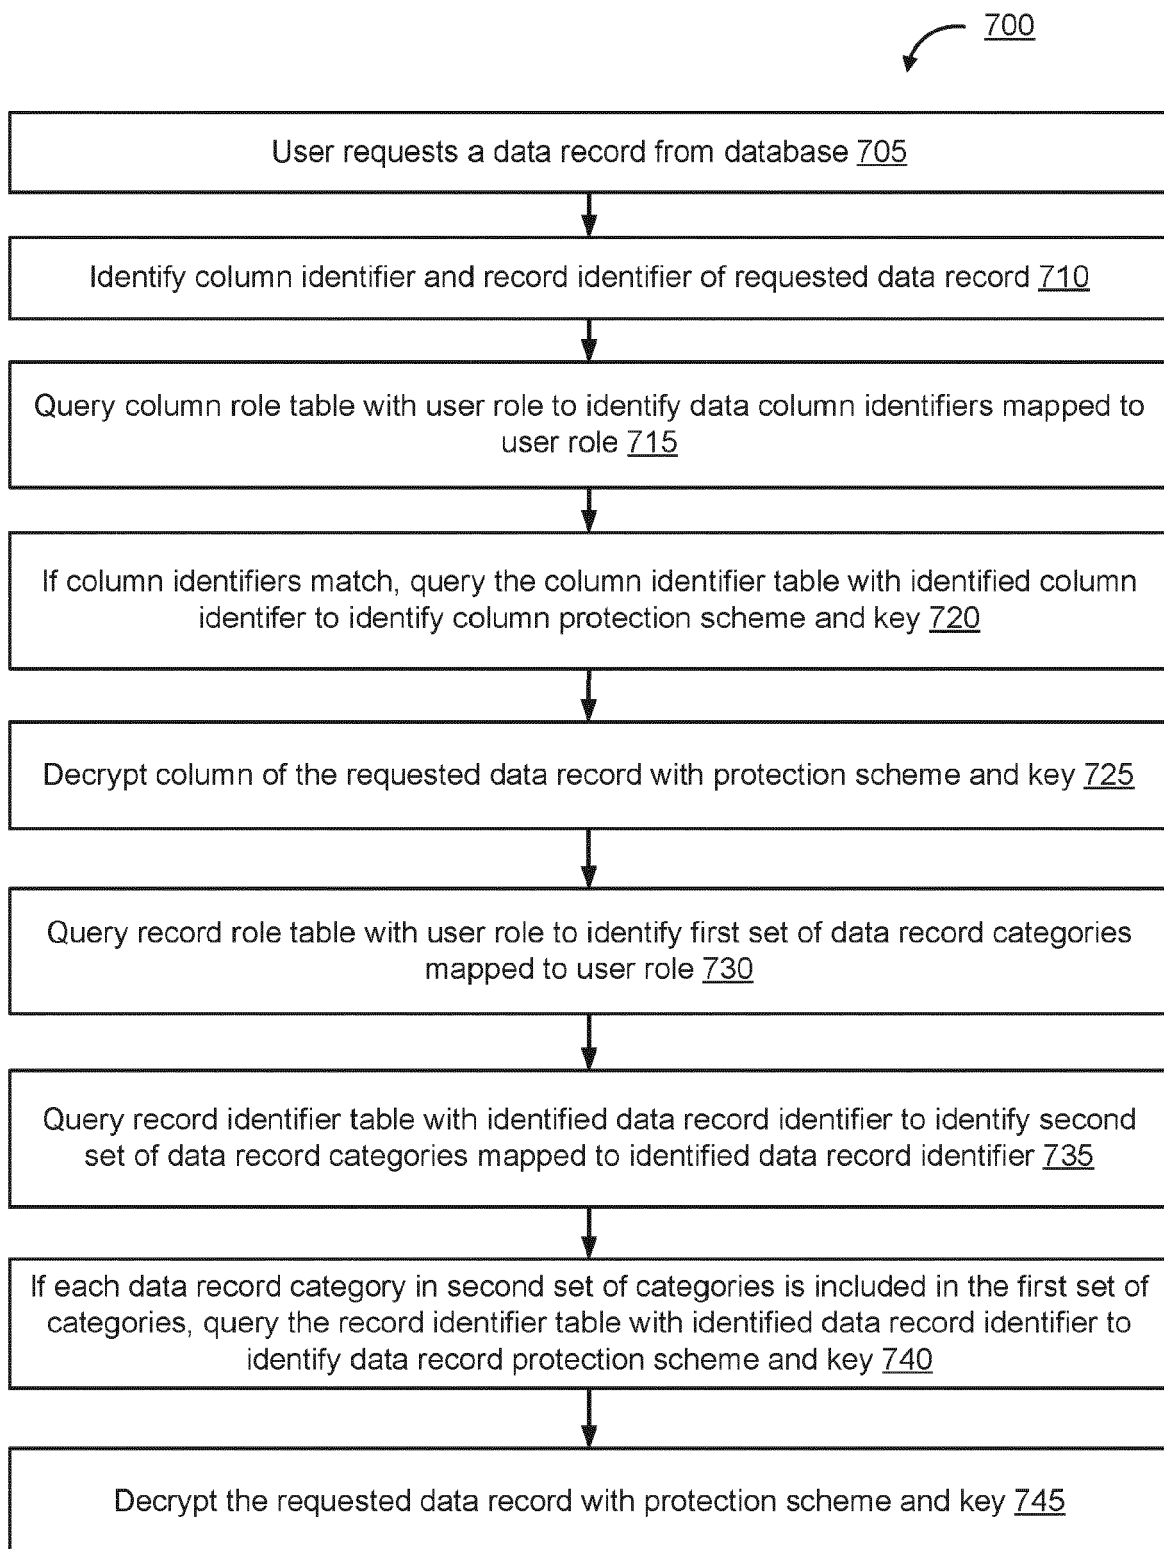 700
User requests a data record from database 705
Identify column identifier and record identifier of requested data record 710
Query column role table with user role to identify data column identifiers mapped to
user role 715
If column identifiers match, query the column identifier table with identified column
identifer to identify column protection scheme and key 720
Decrypt column of the requested data record with protection scheme and key 725
Query record role table with user role to identify first set of data record categories
mapped to user role 730
Query record identifier table with identified data record identifier to identify second
set of data record categories mapped to identified data record identifier 735
If each data record category in second set of categories is included in the first set of
categories, query the record identifier table with identified data record identifier to
identify data record protection scheme and key 740
Decrypt the requested data record with protection scheme and key 745